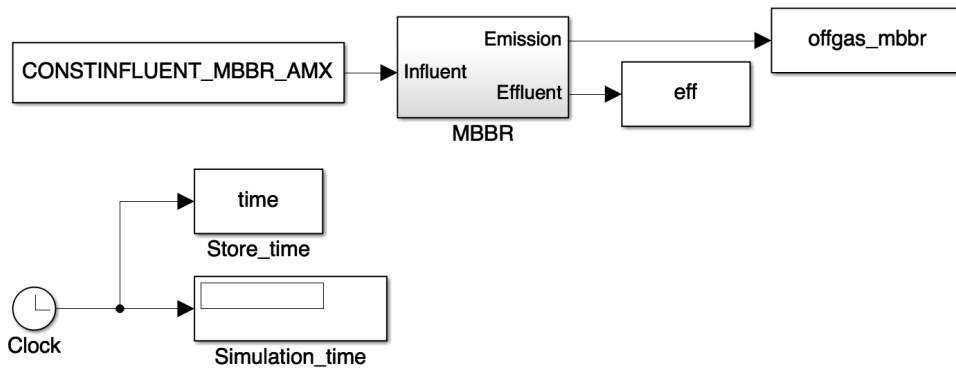 Emission
offgas_mbbr
CONSTINFLUENT_MBBR_AMX
Influent
Effluent
eff
MBBR
time
Store_time
Clock
Simulation_time